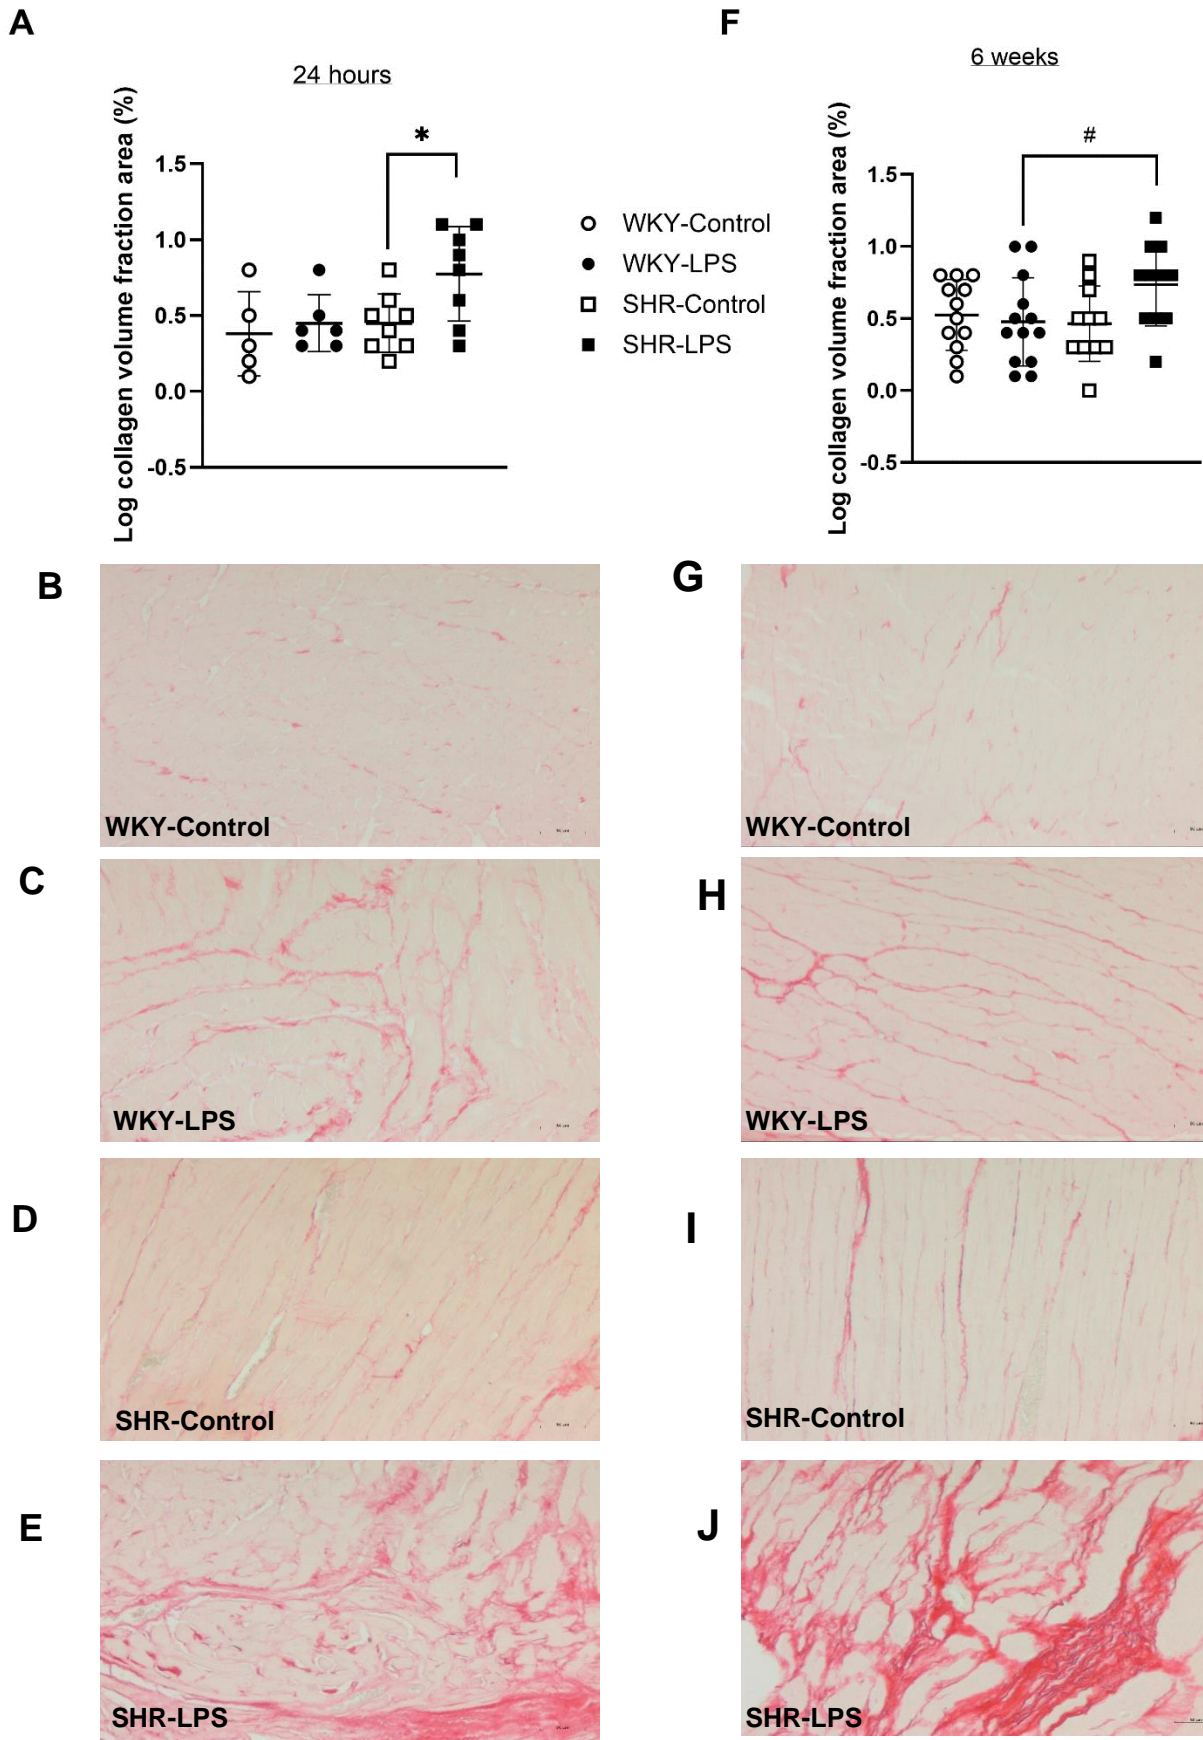 A
F
24 hours
6 weeks
Log collagen volume fraction area (%)
1.5
1.0
0.5
0.0
-0.5
*
WKY-Control
WKY-LPS
SHR-Control
SHR-LPS
Log collagen volume fraction area (%)
1.5
1.0
0.5
0.0
-0.5
#
B
WKY-Control
G
WKY-Control
C
WKY-LPS
H
WKY-LPS
D
SHR-Control
I
SHR-Control
E
SHR-LPS
J
SHR-LPS